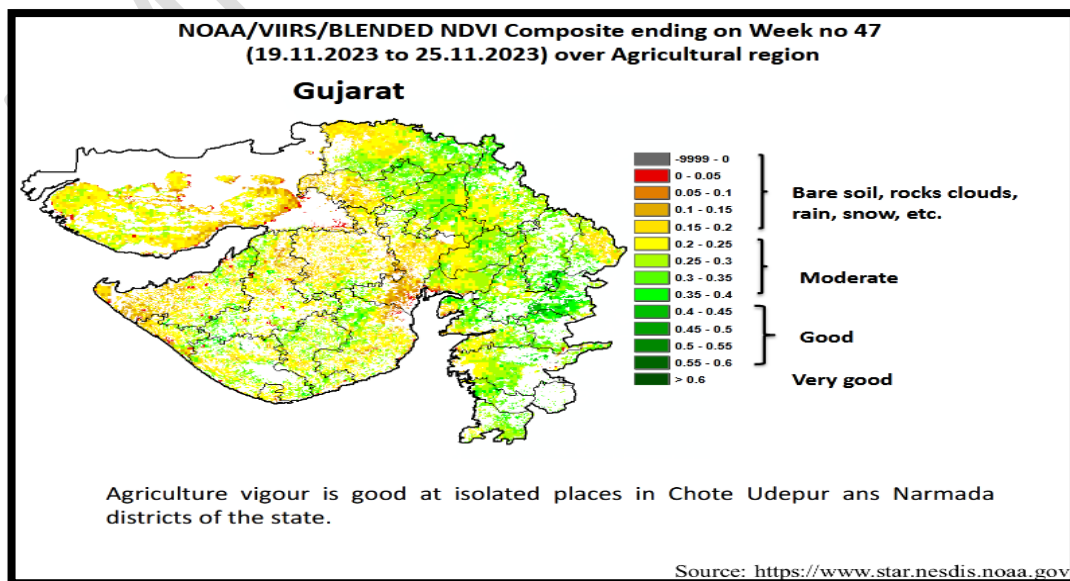 NOAA/VIIRS/BLENDED NDVI Composite ending on Week no 47
(19.11.2023 to 25.11.2023) over Agricultural region
Gujarat
-9999 - 0
0 - 0.05
0.05 - 0.1
0.1 - 0.15
0.15 - 0.2
0.2 - 0.25
0.25 - 0.3
0.3 - 0.35
0.35 - 0.4
0.4 - 0.45
0.45 - 0.5
0.5 - 0.55
0.55 - 0.6
> 0.6
Bare soil, rocks clouds,
rain, snow, etc.
Moderate
Good
Very good
Agriculture vigour is good at isolated places in Chote Udepur ans Narmada
districts of the state.
Source: https://www.star.nesdis.noaa.gov